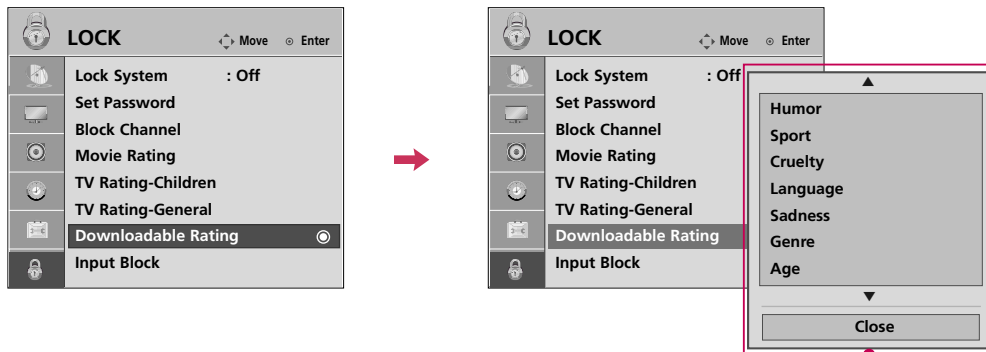 LOCK
Move Enter
Lock System : Off
Set Password
Block Channel
Movie Rating
TV Rating-Children
TV Rating-General
Downloadable Rating
Input Block
LOCK
Move Enter
Lock System : Off
Set Password
Block Channel
Movie Rating
TV Rating-Children
TV Rating-General
Downloadable Rating
Input Block
Humor
Sport
Cruelty
Language
Sadness
Genre
Age
Close